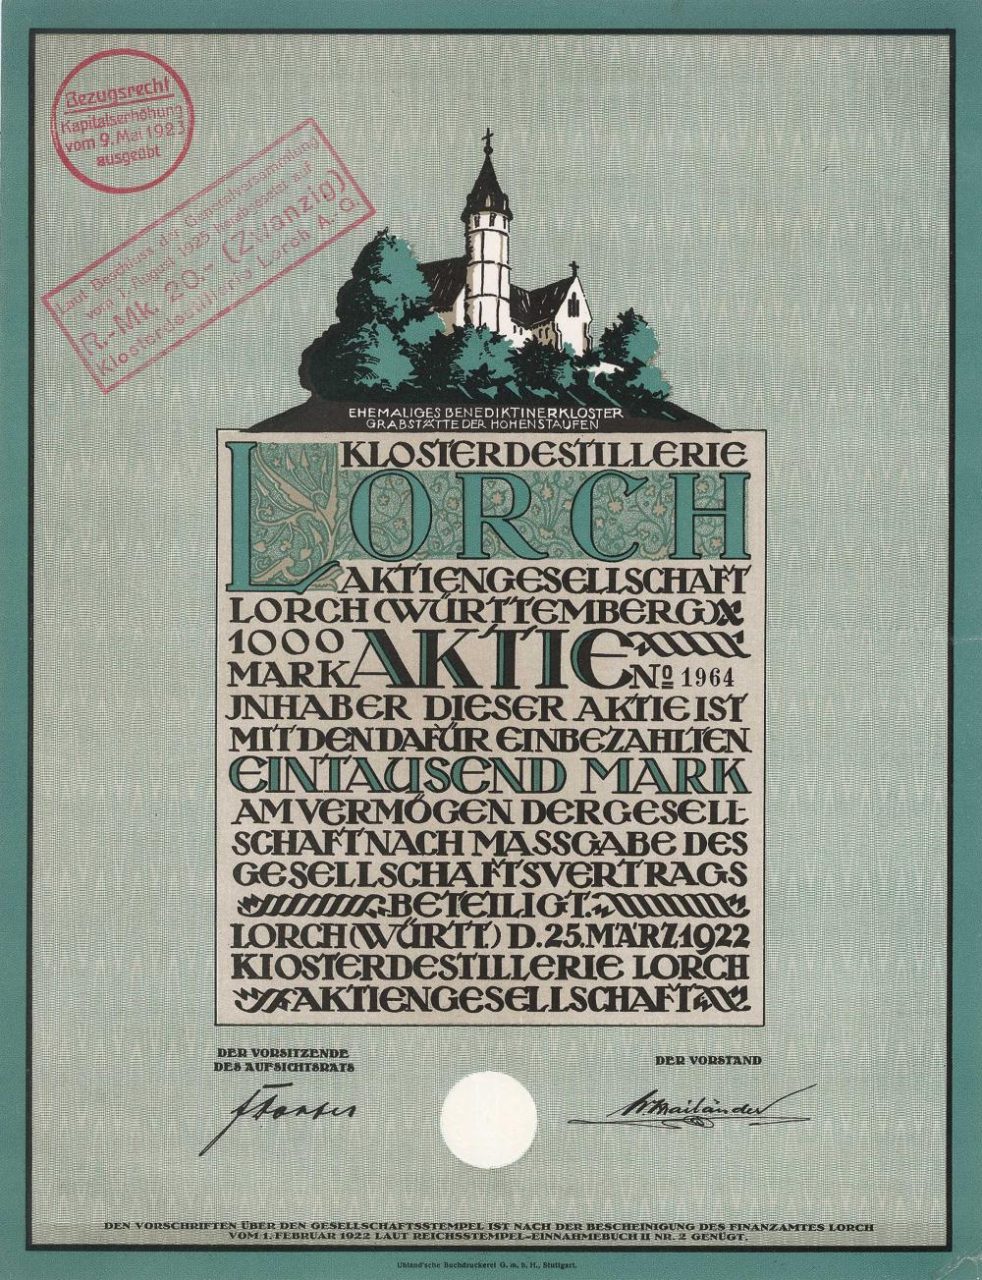 Bezugsrecht
Kapitalserhöhung
vom 9. Mai 1923
ausgeübt
Laut Beschluss der Generalversammlung
vom 1. August 1925 herabgesetzt auf
R.-Mk. 20.- (Zwanzig)
Klosterdestillerie Lorch A. G.
EHEMALIGES BENEDIKTINERKLOSTER
GRABSTÄTTE DER HOHENSTAUFEN
KLOSTERDESTILLERIE
LORCH
AKTIENGESELLSCHAFT
LORCH (WÜRTTEMBERG)
1000 MARK AKTIE No 1964
JNHABER DIESER AKTIE IST
MIT DEN DAFÜR EINBEZAHLTEN
EINTAUSEND MARK
AM VERMÖGEN DER GESELL-
SCHAFT NACH MASSGABE DES
GESELLSCHAFTSVERTRAGS
BETEILIGT.
LORCH (WÜRTT.) D. 25. MÄRZ 1922
KLOSTERDESTILLERIE LORCH
AKTIENGESELLSCHAFT
DER VORSITZENDE
DES AUFSICHTSRATS
DER VORSTAND
Mailänder
DEN VORSCHRIFTEN ÜBER DEN GESELLSCHAFTSSTEMPEL IST NACH DER BESCHEINIGUNG DES FINANZAMTES LORCH
VOM 1. FEBRUAR 1922 LAUT REICHSSTEMPEL-EINNAHMEBUCH II NR. 2 GENÜGT.
Uhland'sche Buchdruckerei G. m. b. H., Stuttgart.